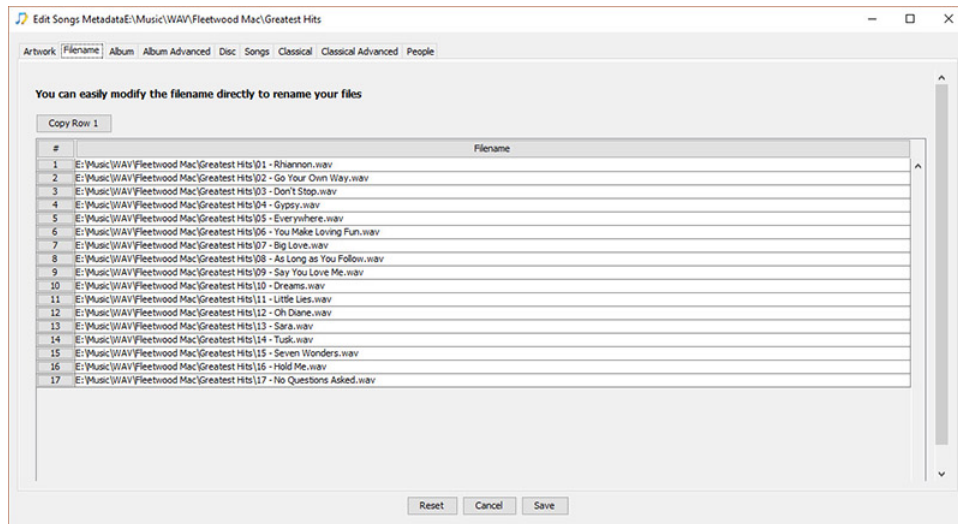 Edit Songs MetadataE:\Music\WAV\Fleetwood Mac\Greatest Hits
Artwork Filename Album Album Advanced Disc Songs Classical Classical Advanced People
You can easily modify the filename directly to rename your files
Copy Row 1
# Filename
1 E:\Music\WAV\Fleetwood Mac\Greatest Hits\01 - Rhiannon.wav
2 E:\Music\WAV\Fleetwood Mac\Greatest Hits\02 - Go Your Own Way.wav
3 E:\Music\WAV\Fleetwood Mac\Greatest Hits\03 - Don't Stop.wav
4 E:\Music\WAV\Fleetwood Mac\Greatest Hits\04 - Gypsy.wav
5 E:\Music\WAV\Fleetwood Mac\Greatest Hits\05 - Everywhere.wav
6 E:\Music\WAV\Fleetwood Mac\Greatest Hits\06 - You Make Loving Fun.wav
7 E:\Music\WAV\Fleetwood Mac\Greatest Hits\07 - Big Love.wav
8 E:\Music\WAV\Fleetwood Mac\Greatest Hits\08 - As Long as You Follow.wav
9 E:\Music\WAV\Fleetwood Mac\Greatest Hits\09 - Say You Love Me.wav
10 E:\Music\WAV\Fleetwood Mac\Greatest Hits\10 - Dreams.wav
11 E:\Music\WAV\Fleetwood Mac\Greatest Hits\11 - Little Lies.wav
12 E:\Music\WAV\Fleetwood Mac\Greatest Hits\12 - Oh Diane.wav
13 E:\Music\WAV\Fleetwood Mac\Greatest Hits\13 - Sara.wav
14 E:\Music\WAV\Fleetwood Mac\Greatest Hits\14 - Tusk.wav
15 E:\Music\WAV\Fleetwood Mac\Greatest Hits\15 - Seven Wonders.wav
16 E:\Music\WAV\Fleetwood Mac\Greatest Hits\16 - Hold Me.wav
17 E:\Music\WAV\Fleetwood Mac\Greatest Hits\17 - No Questions Asked.wav
Reset Cancel Save